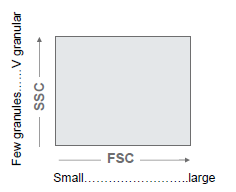 Few granules......V granular
SSC
FSC
Small...........................large